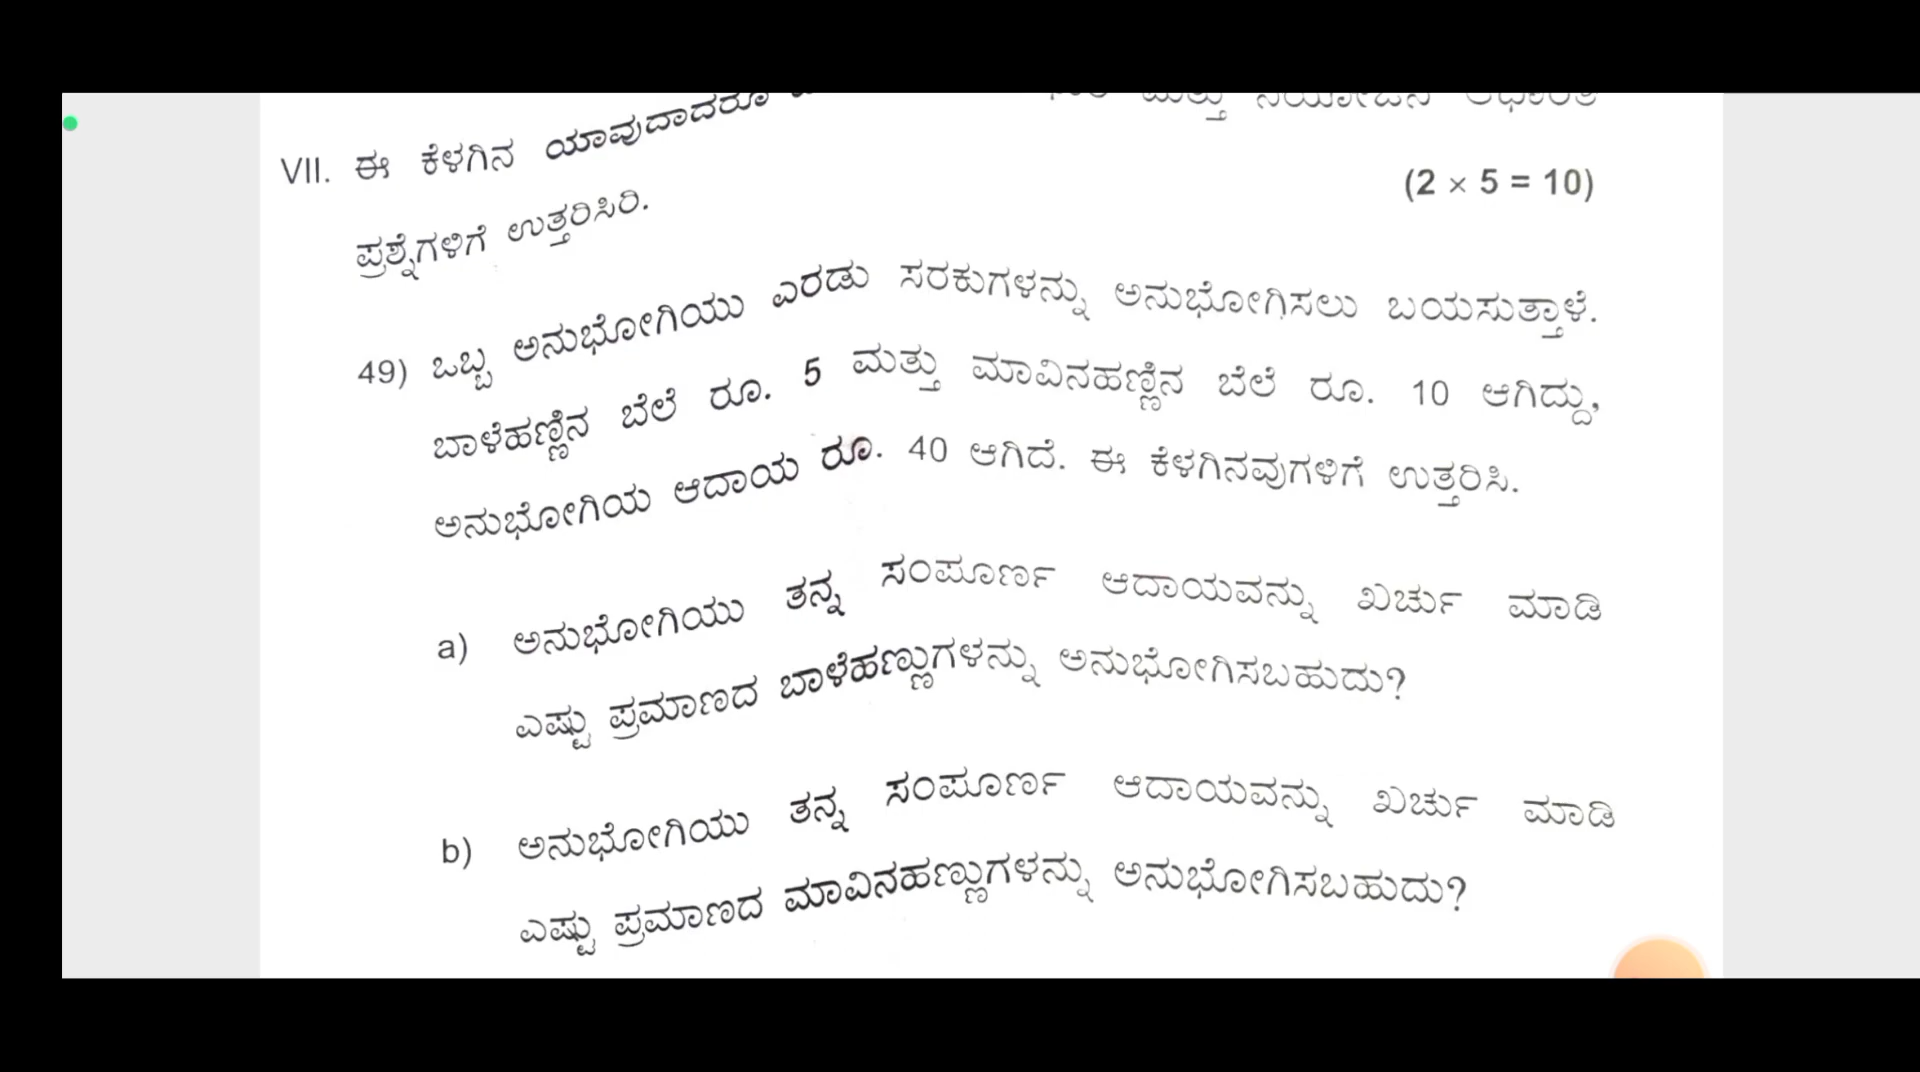 ಮತ್ತು ನಿಯೋಜನೆ ಆಧಾರಿತ
VII. ಈ ಕೆಳಗಿನ ಯಾವುದಾದರೂ
ಪ್ರಶ್ನೆಗಳಿಗೆ ಉತ್ತರಿಸಿರಿ.
(2 × 5 = 10)
49) ಒಬ್ಬ ಅನುಭೋಗಿಯು ಎರಡು ಸರಕುಗಳನ್ನು ಅನುಭೋಗಿಸಲು ಬಯಸುತ್ತಾಳೆ.
ಬಾಳೆಹಣ್ಣಿನ ಬೆಲೆ ರೂ. 5 ಮತ್ತು ಮಾವಿನಹಣ್ಣಿನ ಬೆಲೆ ರೂ. 10 ಆಗಿದ್ದು,
ಅನುಭೋಗಿಯ ಆದಾಯ ರೂ. 40 ಆಗಿದೆ. ಈ ಕೆಳಗಿನವುಗಳಿಗೆ ಉತ್ತರಿಸಿ.
a) ಅನುಭೋಗಿಯು ತನ್ನ ಸಂಪೂರ್ಣ ಆದಾಯವನ್ನು ಖರ್ಚು ಮಾಡಿ
ಎಷ್ಟು ಪ್ರಮಾಣದ ಬಾಳೆಹಣ್ಣುಗಳನ್ನು ಅನುಭೋಗಿಸಬಹುದು?
b) ಅನುಭೋಗಿಯು ತನ್ನ ಸಂಪೂರ್ಣ ಆದಾಯವನ್ನು ಖರ್ಚು ಮಾಡಿ
ಎಷ್ಟು ಪ್ರಮಾಣದ ಮಾವಿನಹಣ್ಣುಗಳನ್ನು ಅನುಭೋಗಿಸಬಹುದು?